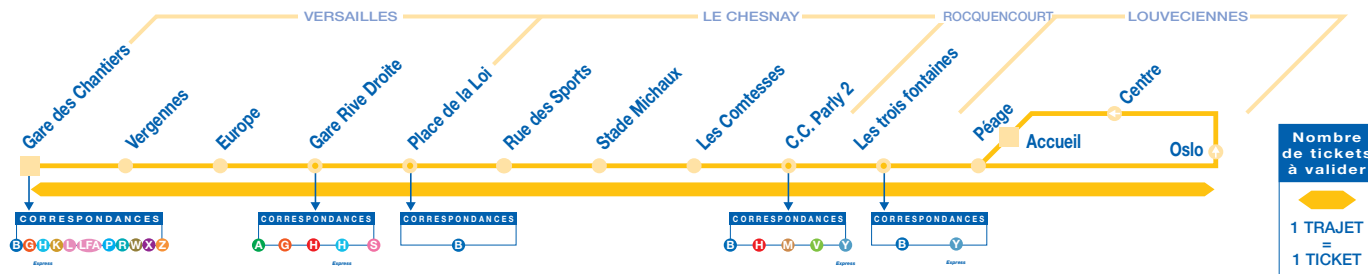 VERSAILLES
LE CHESNAY
ROCQUENCOURT
LOUVECIENNES
Gare des Chantiers
Vergennes
Europe
Gare Rive Droite
Place de la Loi
Rue des Sports
Stade Michaux
Les Comtesses
C.C. Parly 2
Les trois fontaines
Péage
Accueil
Centre
Oslo
CORRESPONDANCES
B G H K L LFA P R W X Z
Express
CORRESPONDANCES
A G H H S
Express
CORRESPONDANCES
B
CORRESPONDANCES
B H M V Y
Express
CORRESPONDANCES
B Y
Express
Nombre
de tickets
à valider
1 TRAJET
=
1 TICKET